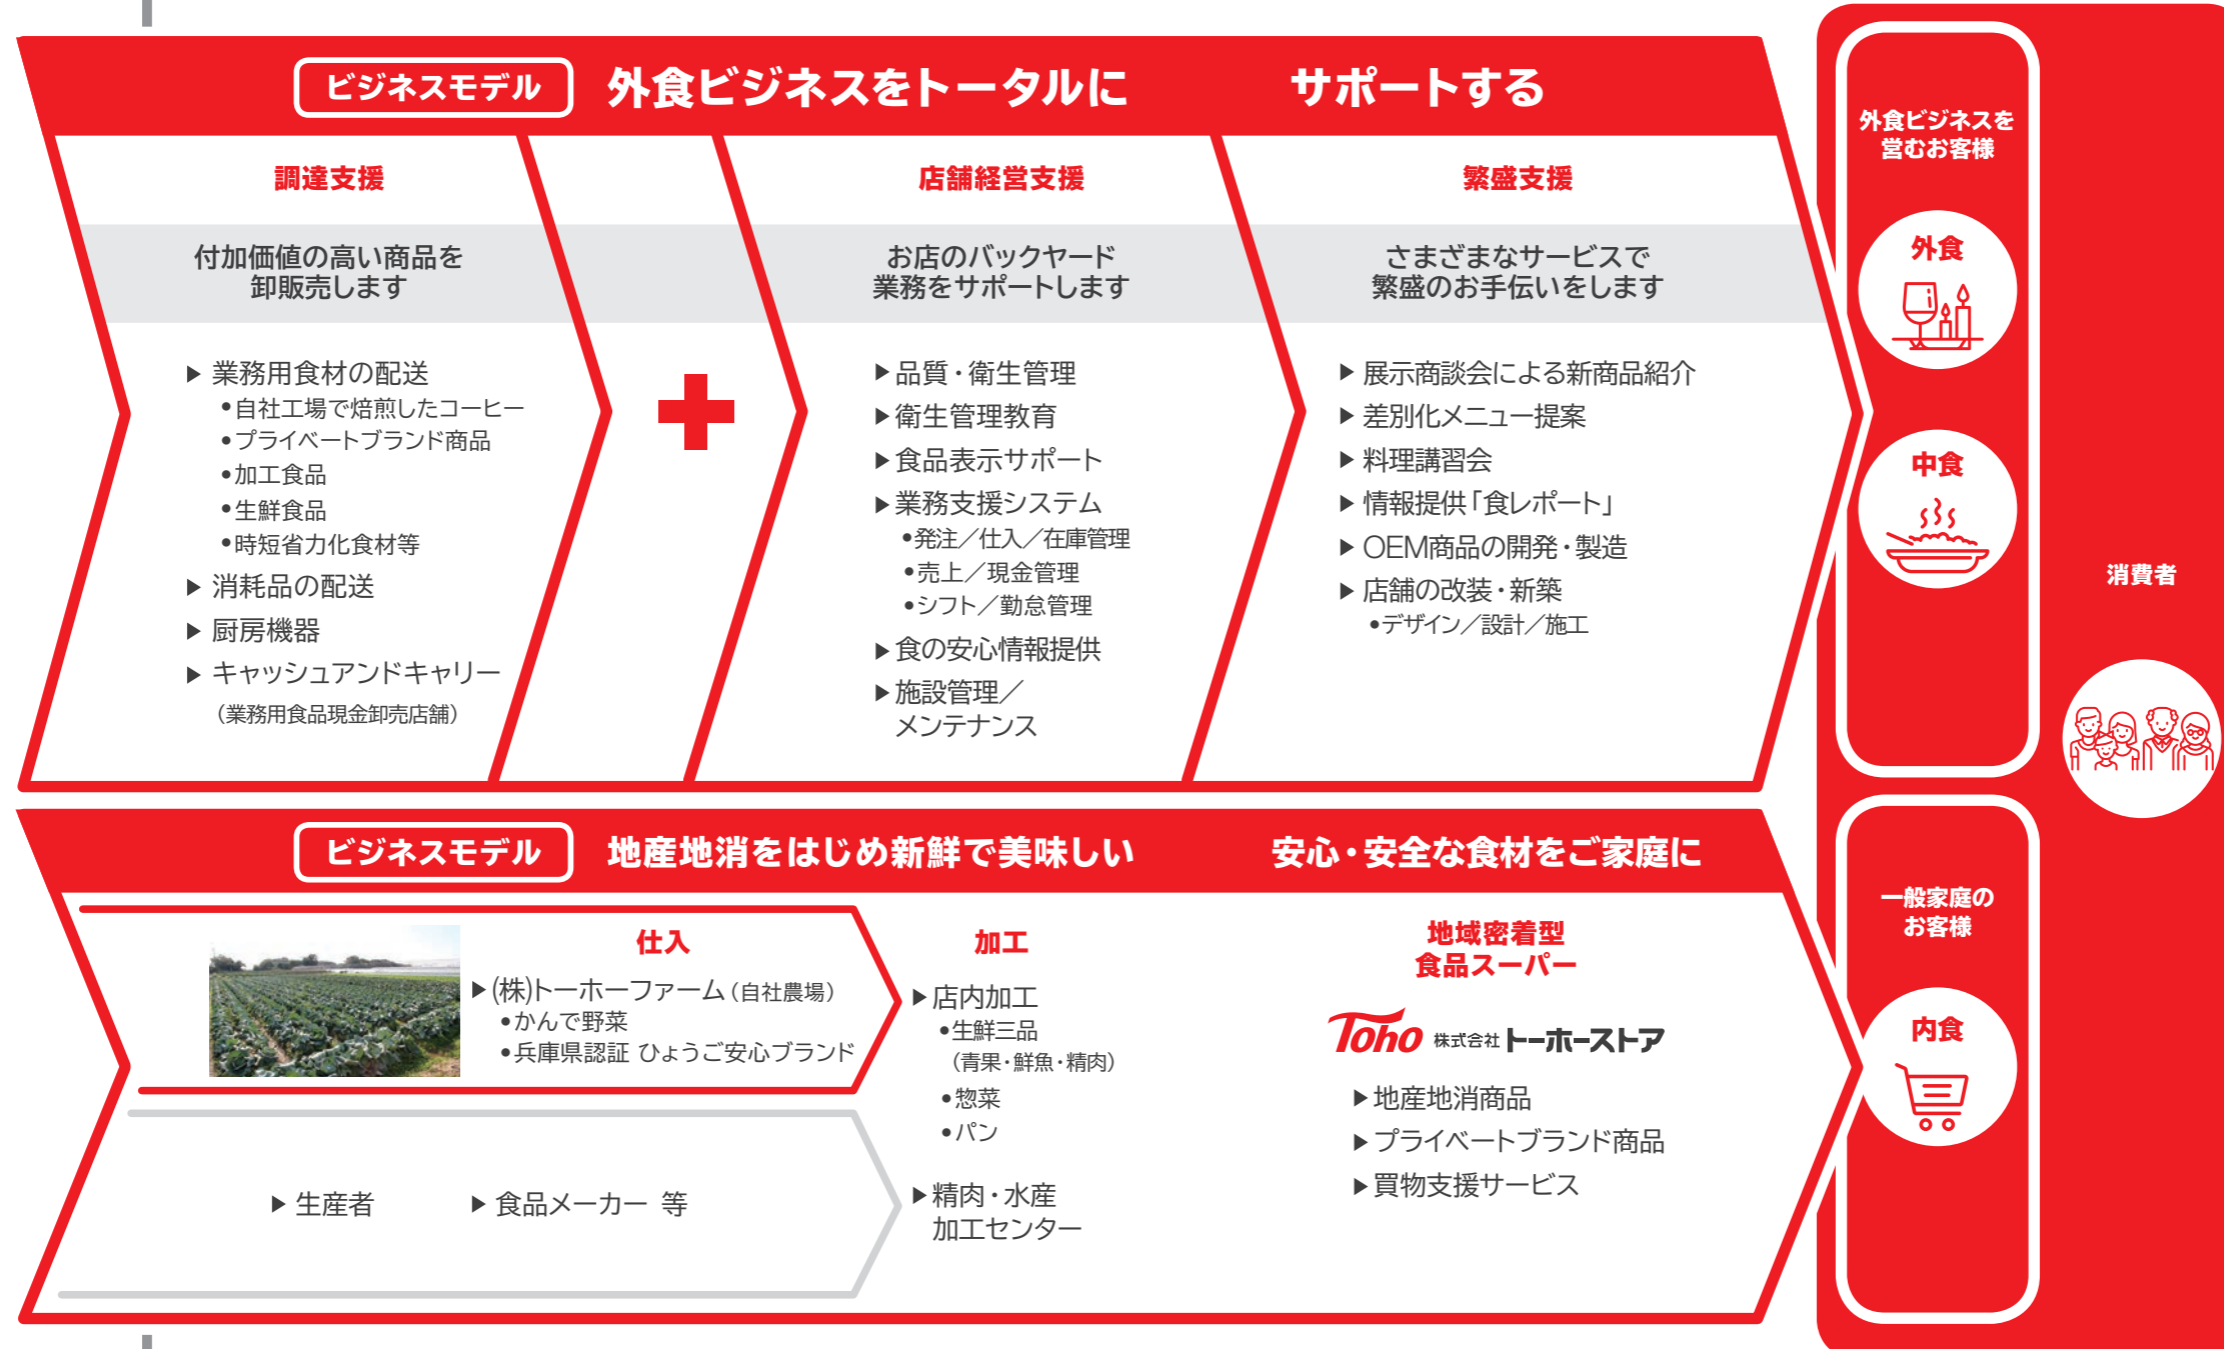 ビジネスモデル 外食ビジネスをトータルに サポートする
調達支援
付加価値の高い商品を
卸販売します
▶ 業務用食材の配送
•自社工場で焙煎したコーヒー
•プライベートブランド商品
•加工食品
•生鮮食品
•時短省力化食材等
▶ 消耗品の配送
▶ 厨房機器
▶ キャッシュアンドキャリー
（業務用食品現金卸売店舗）
店舗経営支援
お店のバックヤード
業務をサポートします
▶品質・衛生管理
▶衛生管理教育
▶食品表示サポート
▶業務支援システム
•発注／仕入／在庫管理
•売上／現金管理
•シフト／勤怠管理
▶食の安心情報提供
▶施設管理／
メンテナンス
繁盛支援
さまざまなサービスで
繁盛のお手伝いをします
▶ 展示商談会による新商品紹介
▶ 差別化メニュー提案
▶ 料理講習会
▶ 情報提供「食レポート」
▶ OEM商品の開発・製造
▶ 店舗の改装・新築
•デザイン／設計／施工
外食ビジネスを
営むお客様
外食
中食
消費者
ビジネスモデル 地産地消をはじめ新鮮で美味しい 安心・安全な食材をご家庭に
仕入
▶(株)トーホーファーム（自社農場）
•かんで野菜
•兵庫県認証 ひょうご安心ブランド
▶ 生産者
▶ 食品メーカー 等
加工
▶店内加工
•生鮮三品
（青果・鮮魚・精肉）
•惣菜
•パン
▶精肉・水産
加工センター
地域密着型
食品スーパー
Toho 株式会社 トーホーストア
▶地産地消商品
▶プライベートブランド商品
▶買物支援サービス
一般家庭の
お客様
内食